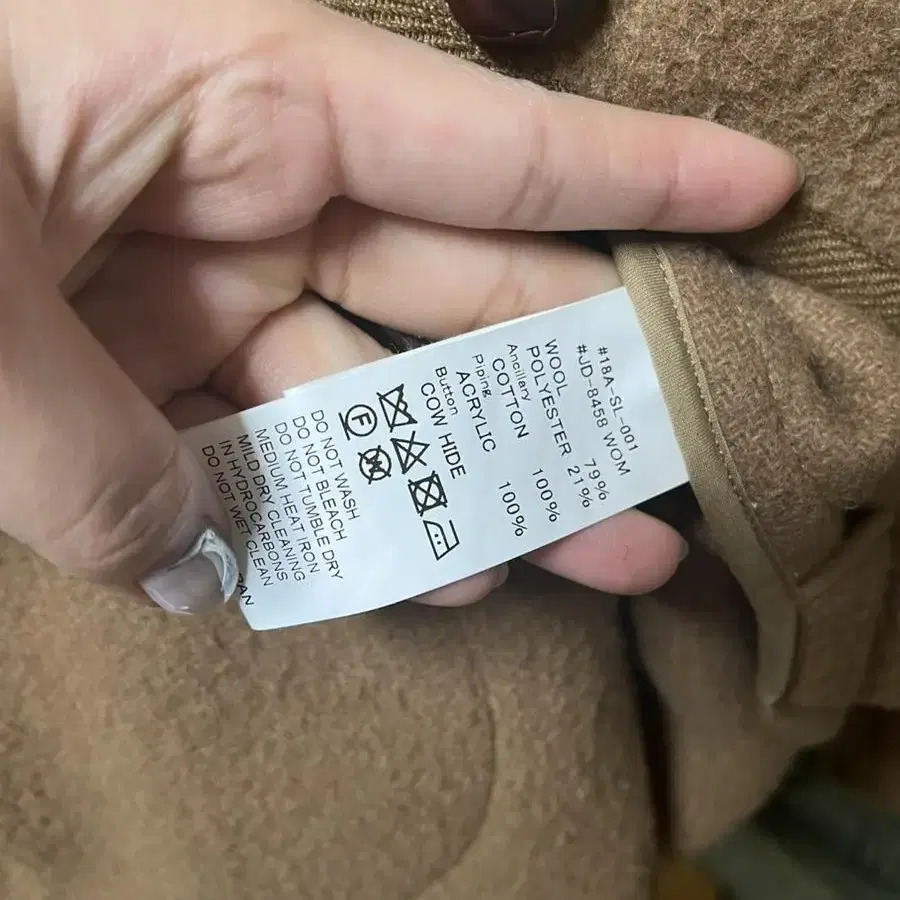 #18A-SL-001
#JD-8458 WOM
WOOL 79%
POLYESTER 21%
Ancillary
COTTON 100%
Piping
ACRYLIC 100%
Button
COW HIDE
F
W
DO NOT WASH
DO NOT BLEACH
DO NOT TUMBLE DRY
MEDIUM HEAT IRON
MILD DRY CLEANING
IN HYDROCARBONS
DO NOT WET CLEAN